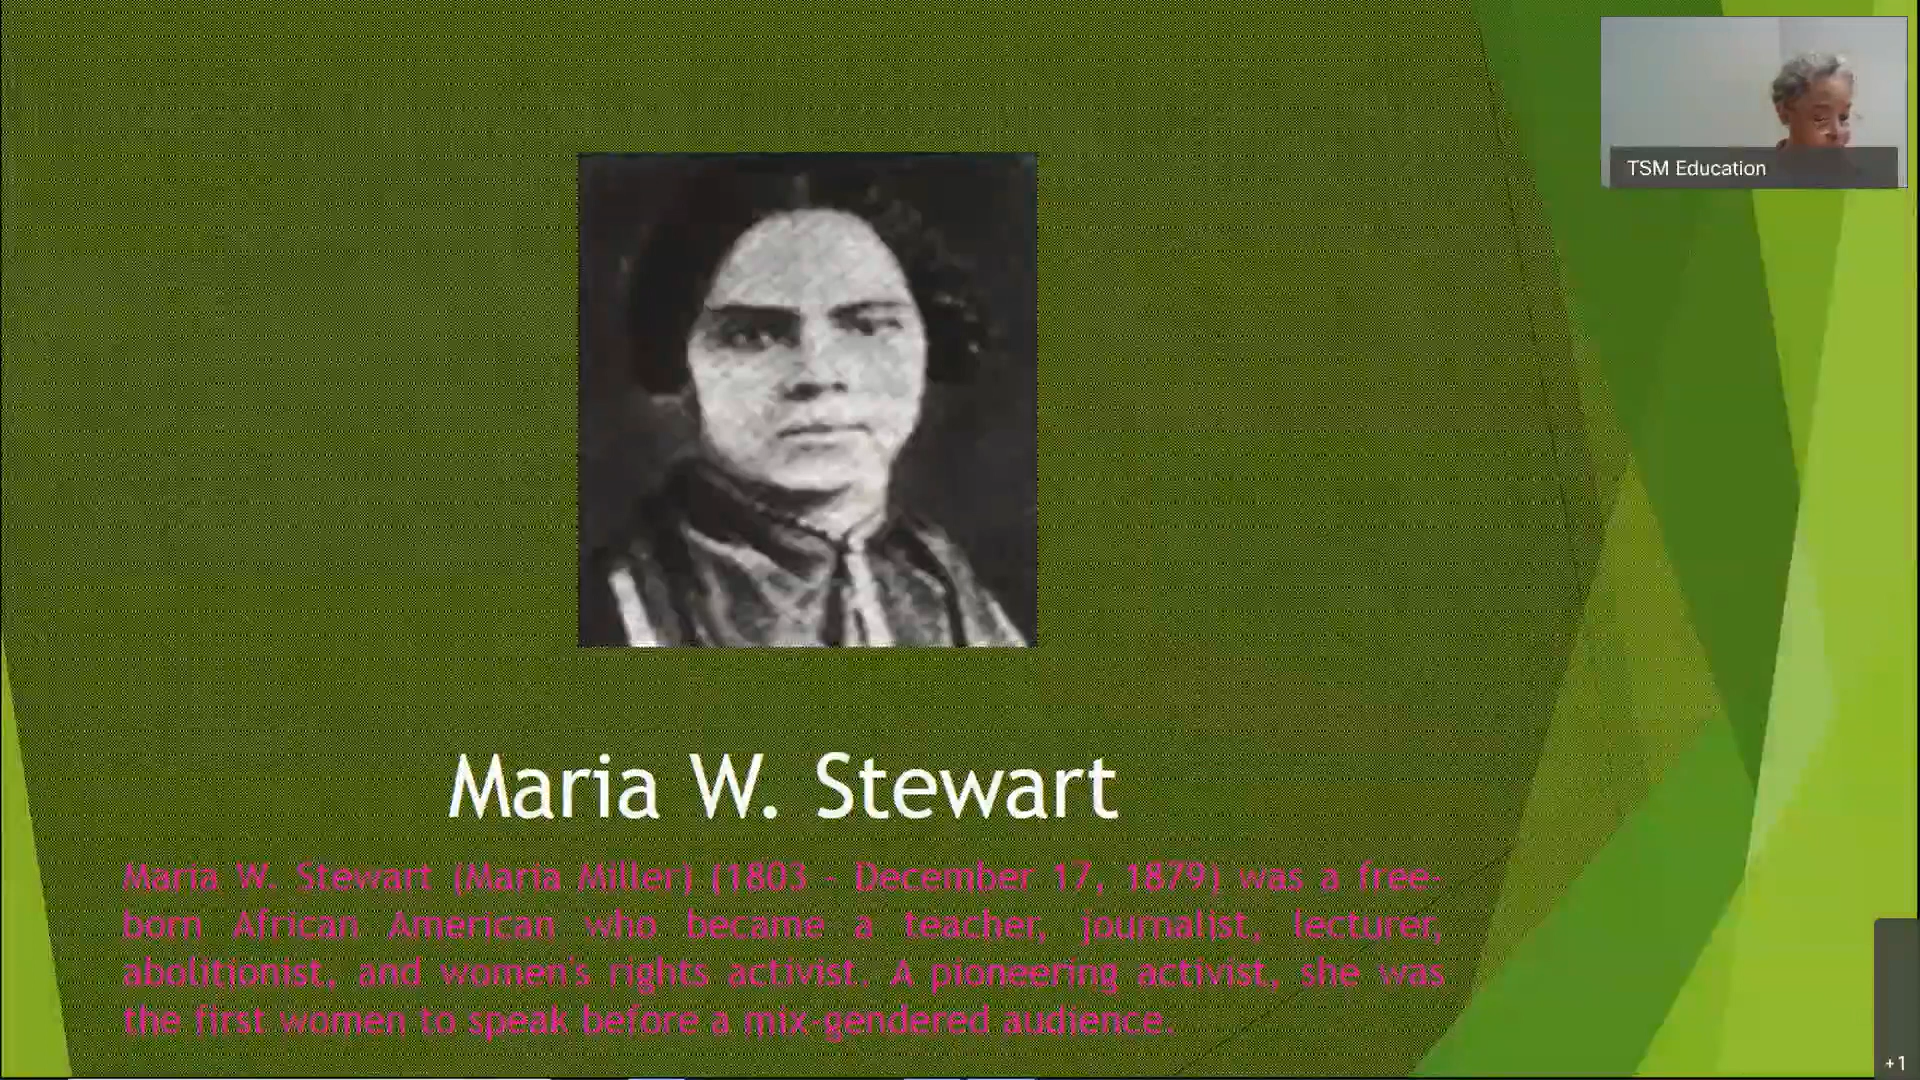 TSM Education
Maria W. Stewart
Maria W. Stewart (Maria Miller) (1803 - December 17, 1879) was a free-
born African American who became a teacher, journalist, lecturer,
abolitionist, and women's rights activist. A pioneering activist, she was
the first women to speak before a mix-gendered audience.
+1